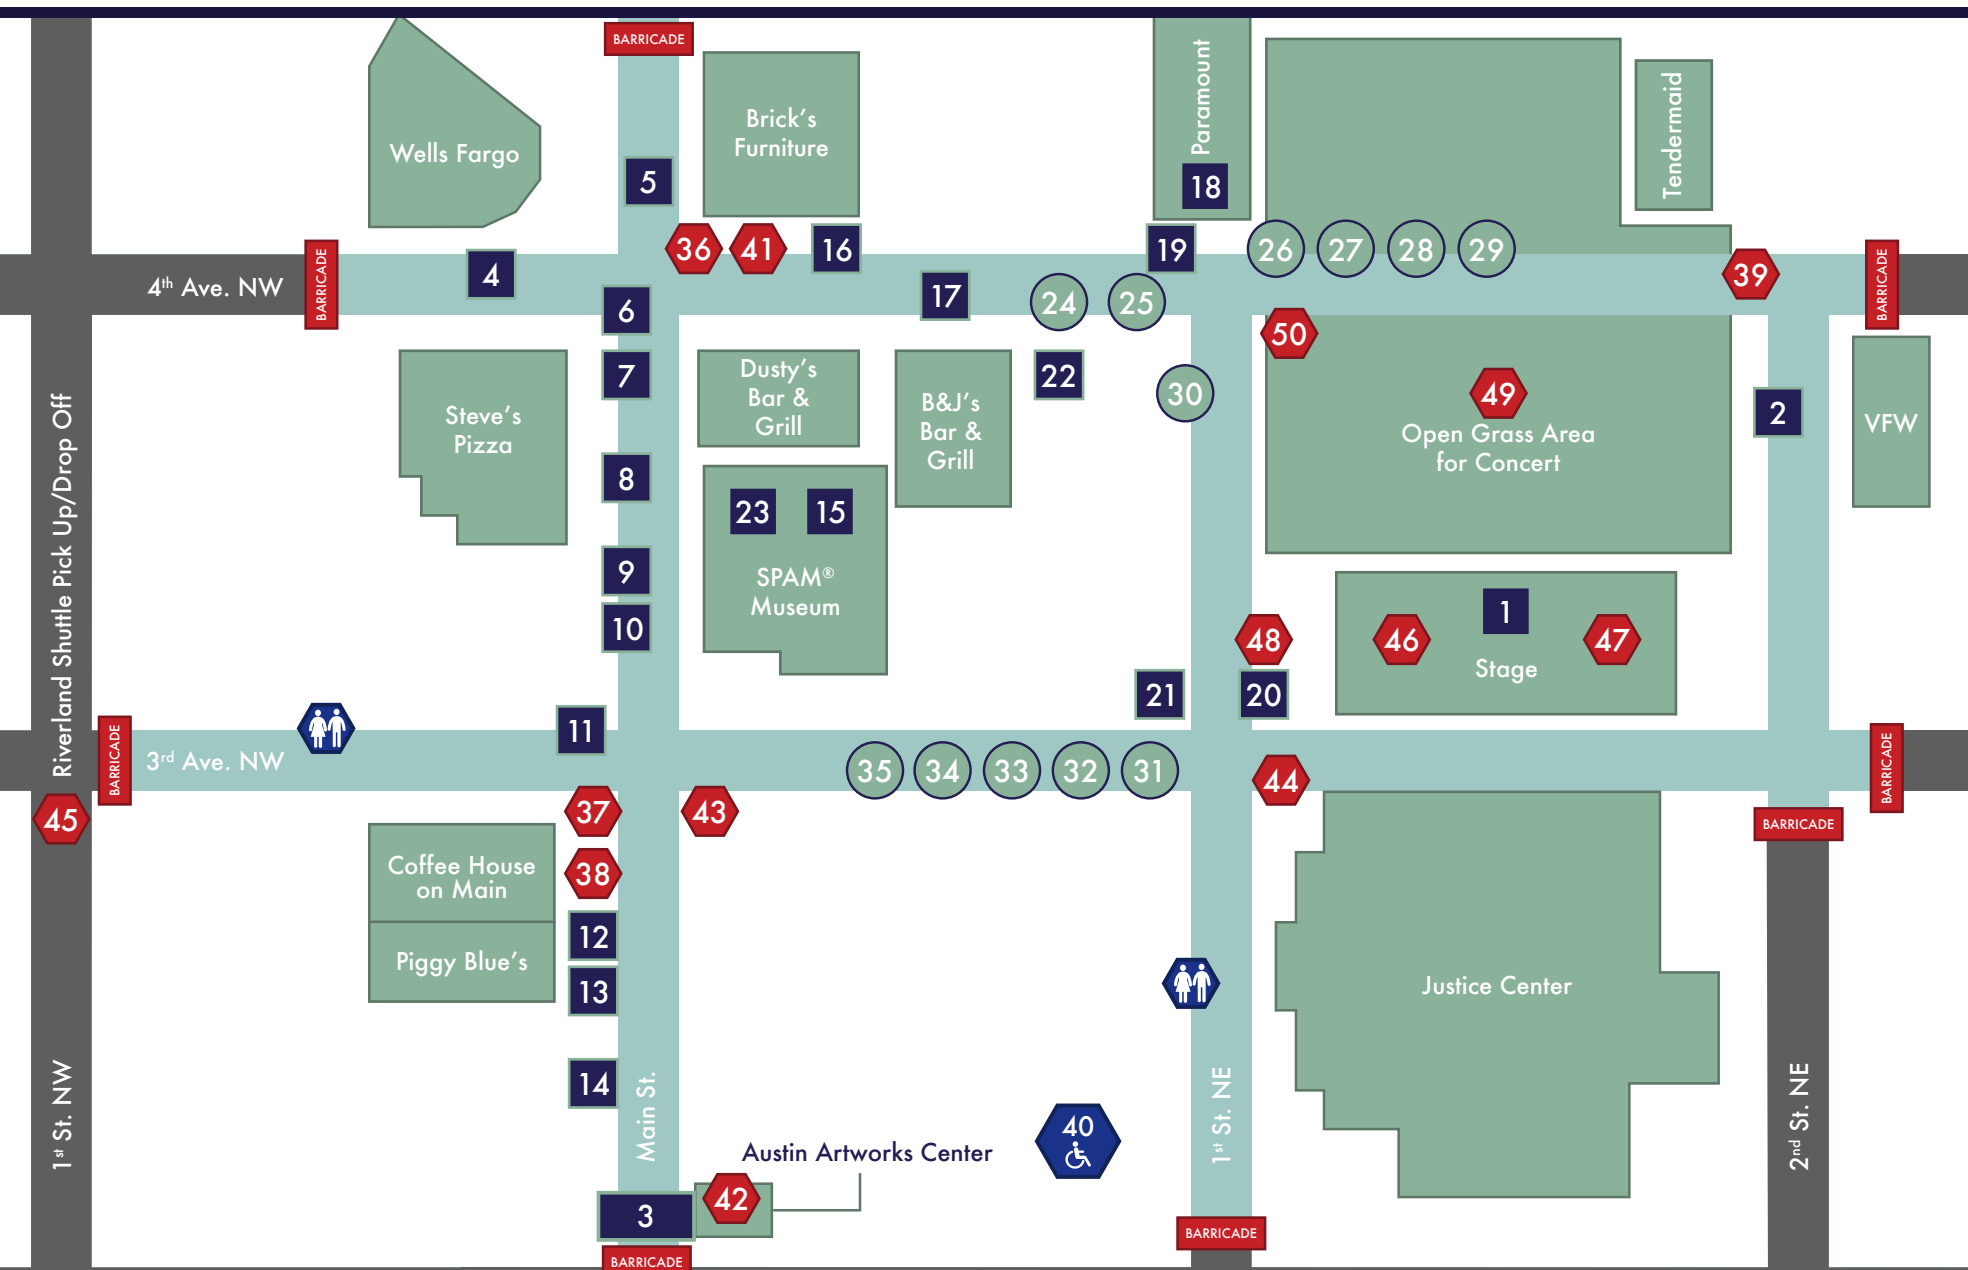 BARRICADE
Wells Fargo
Brick's
Furniture
Paramount
Tendermaid
5
18
36
41
16
19
26
27
28
29
39
4
4th Ave. NW
BARRICADE
6
17
24
25
50
BARRICADE
7
Dusty's
Bar &
Grill
22
30
49
2
Steve's
Pizza
B&J's
Bar &
Grill
Open Grass Area
for Concert
VFW
Riverland Shuttle Pick Up/Drop Off
8
23
15
9
SPAM®
Museum
10
48
46
1
47
Stage
21
20
11
3rd Ave. NW
BARRICADE
35
34
33
32
31
44
BARRICADE
45
37
43
BARRICADE
Coffee House
on Main
38
12
Piggy Blue's
13
Justice Center
14
1st St. NW
Main St.
40
1st St. NE
2nd St. NE
Austin Artworks Center
42
3
BARRICADE
BARRICADE